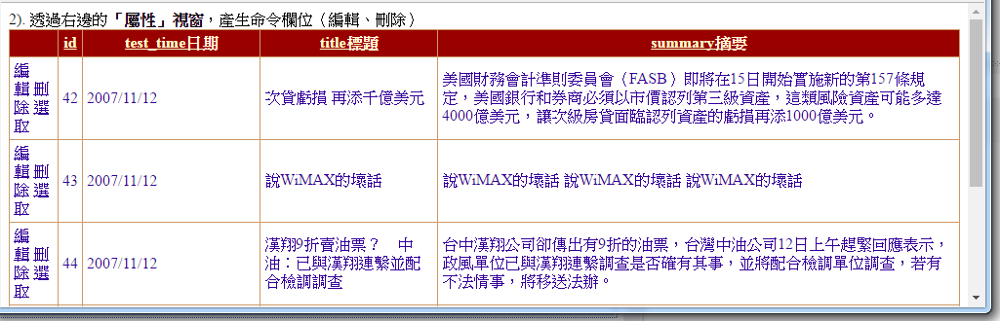 2). 透過右邊的「屬性」視窗，產生命令欄位（編輯、刪除）
id test_time日期 title標題 summary摘要
編
輯 刪
除 選
取
42 2007/11/12 次貸虧損 再添千億美元
美國財務會計準則委員會（FASB）即將在15日開始實施新的第157條規
定，美國銀行和券商必須以市價認列第三級資產，這類風險資產可能多達
4000億美元，讓次級房貸面臨認列資產的虧損再添1000億美元。
編
輯 刪
除 選
取
43 2007/11/12 說WiMAX的壞話 說WiMAX的壞話 說WiMAX的壞話 說WiMAX的壞話
編
輯 刪
除 選
取
44 2007/11/12
漢翔9折賣油票？　中
油：已與漢翔連繫並配
合檢調調查
台中漢翔公司卻傳出有9折的油票，台灣中油公司12日上午趕緊回應表示，
政風單位已與漢翔連繫調查是否確有其事，並將配合檢調單位調查，若有
不法情事，將移送法辦。